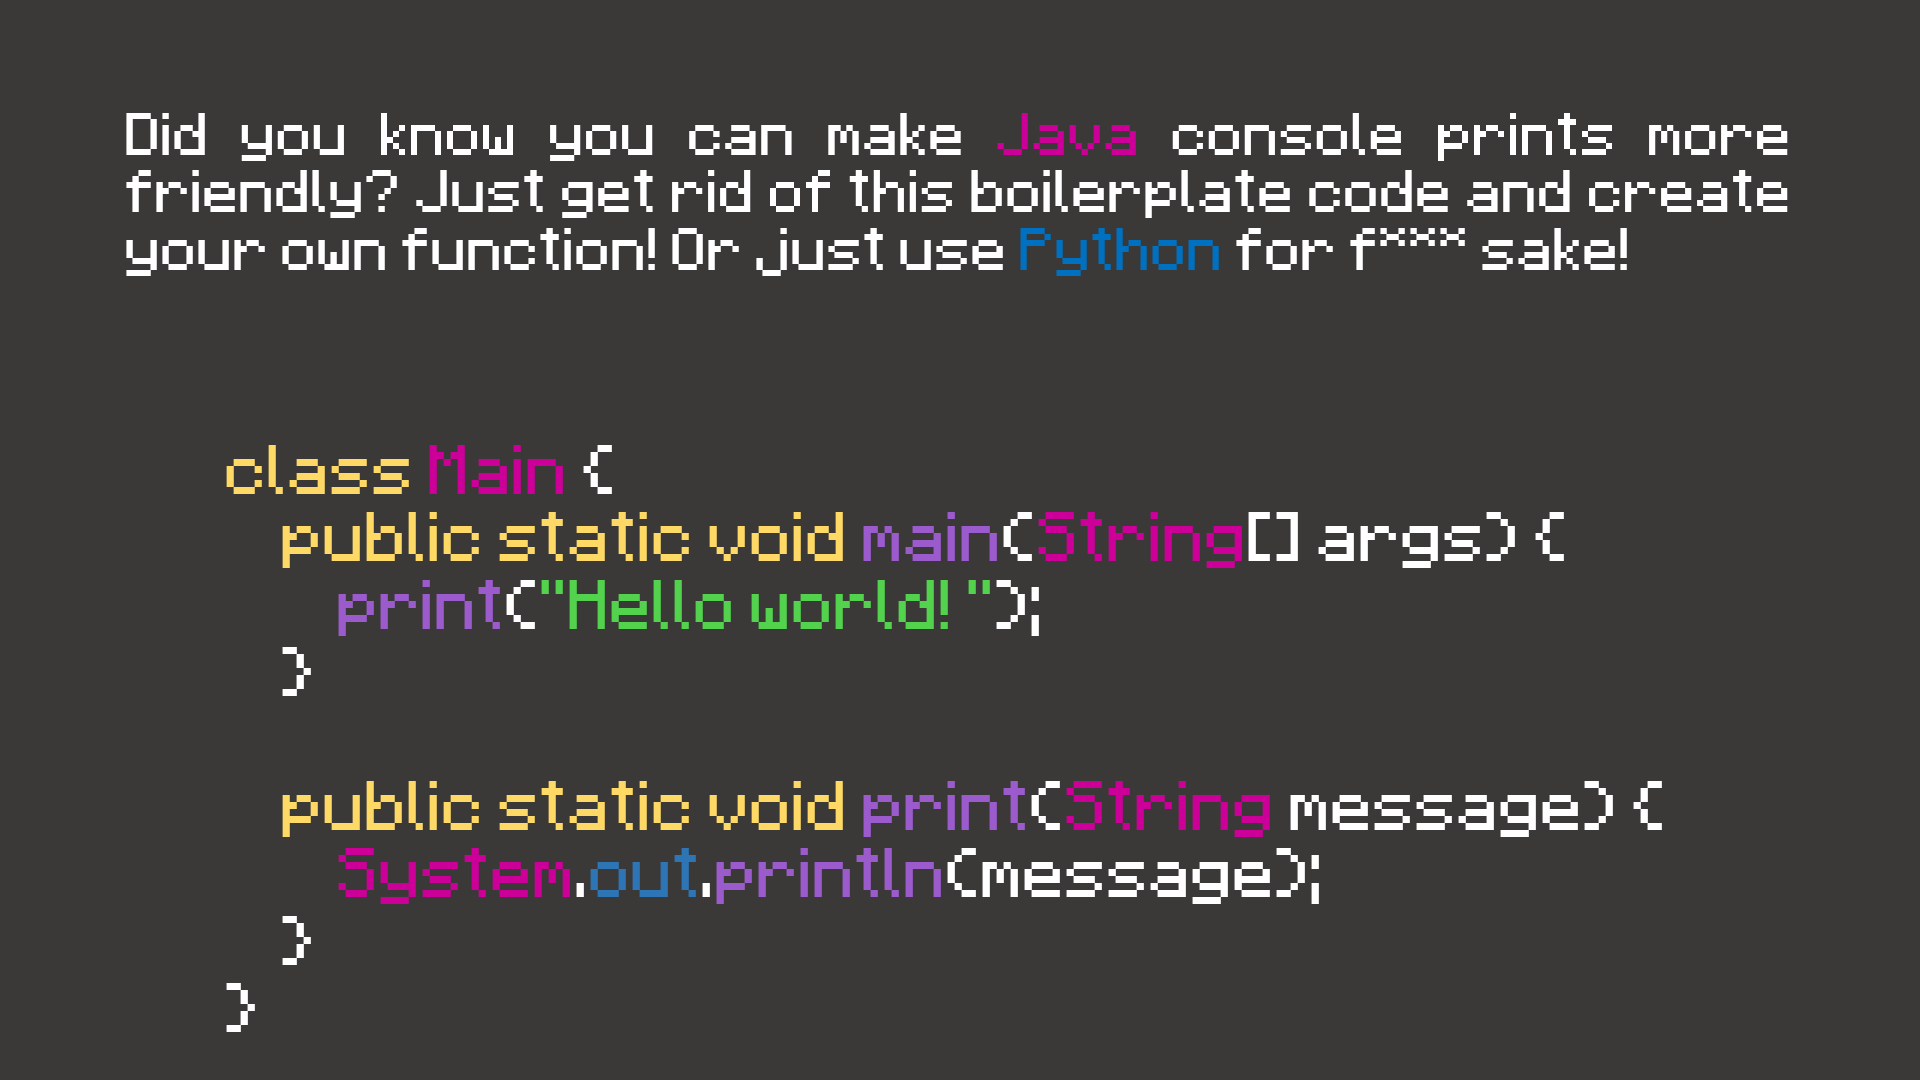 Did you know you can make Java console prints more
friendly? Just get rid of this boilerplate code and create
your own function! Or just use Python for f*** sake!
class Main {
public static void main(String[] args) {
print("Hello world! ");
}
public static void print(String message) {
System.out.println(message);
}
}